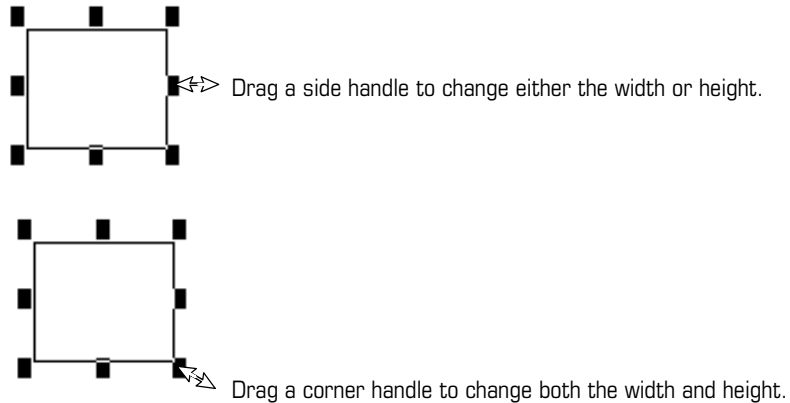 Drag a side handle to change either the width or height.
Drag a corner handle to change both the width and height.